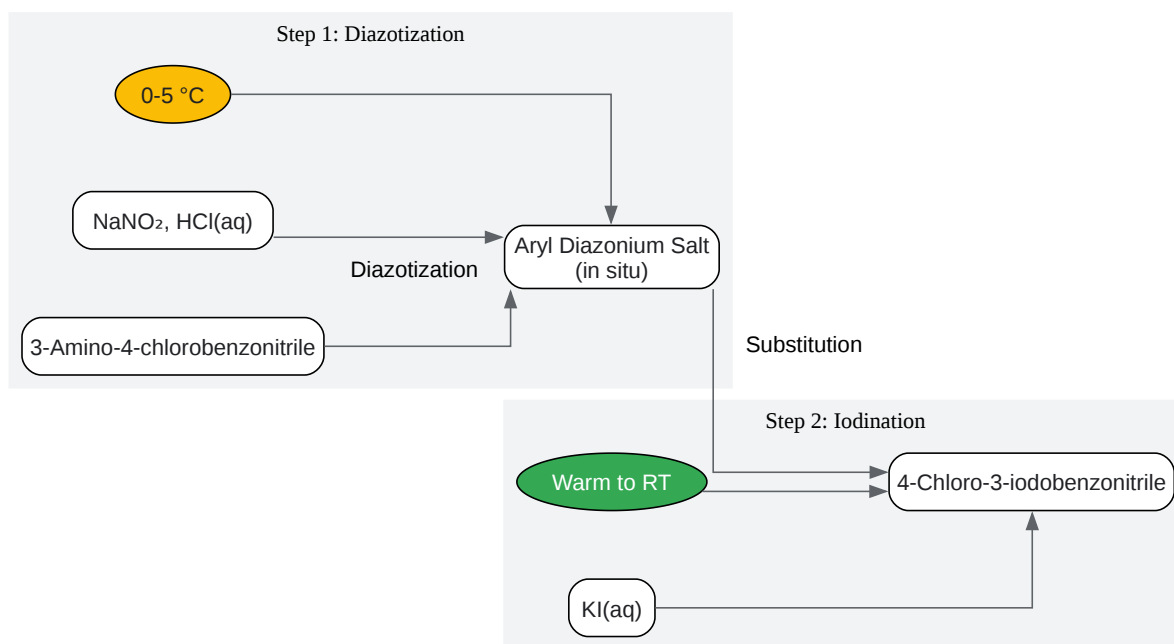 Step 1: Diazotization
0-5 °C
NaNO₂, HCl(aq)
Diazotization
Aryl Diazonium Salt
(in situ)
3-Amino-4-chlorobenzonitrile
Substitution
Step 2: Iodination
Warm to RT
4-Chloro-3-iodobenzonitrile
KI(aq)